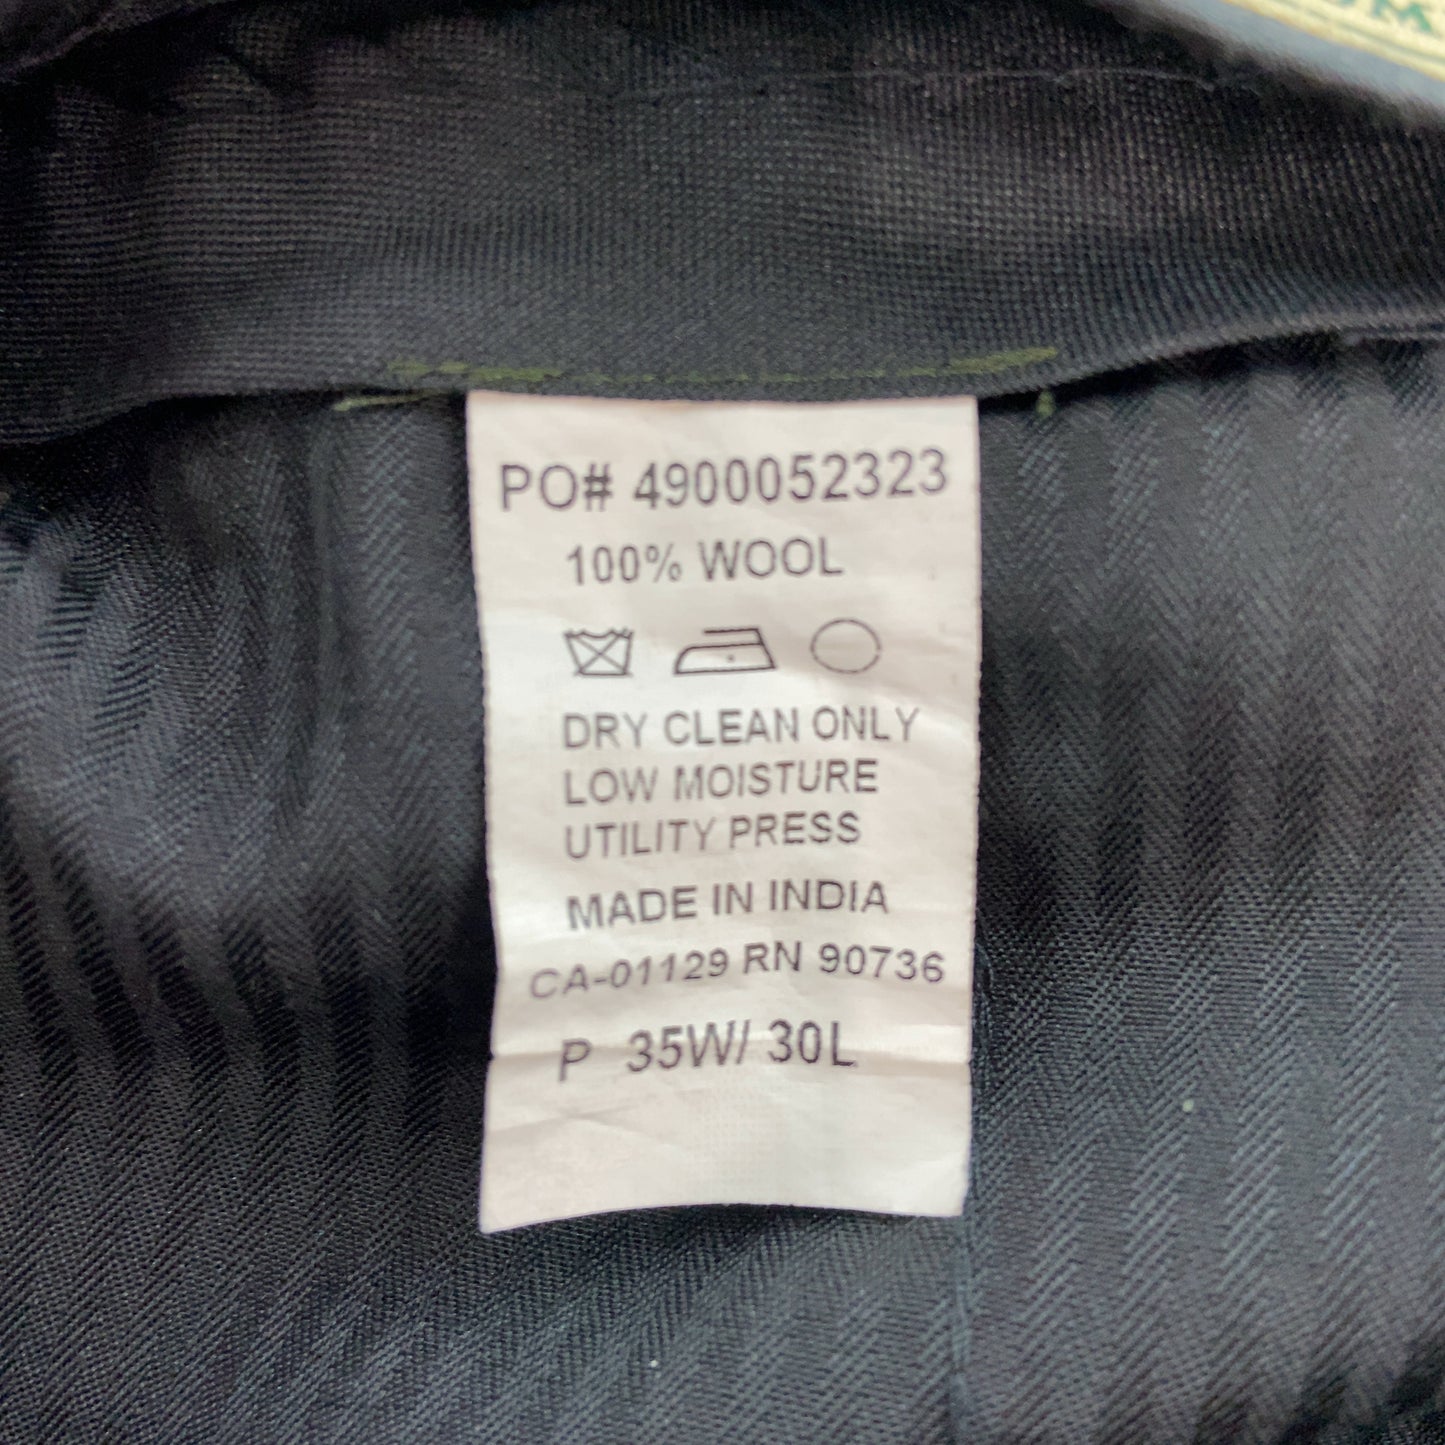 PO# 4900052323
100% WOOL
DRY CLEAN ONLY
LOW MOISTURE
UTILITY PRESS
MADE IN INDIA
CA-01129 RN 90736
P 35W/ 30L